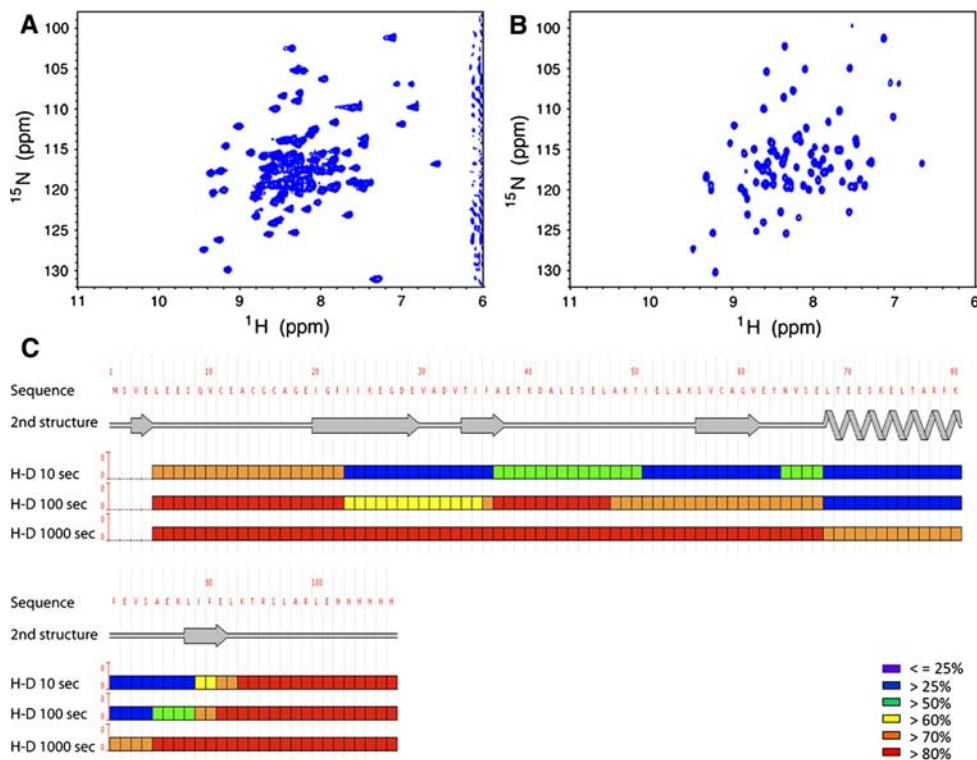 A
B
100
105
110
115
120
125
130
15N (ppm)
11 10 9 8 7 6
1H (ppm)
100
105
110
115
120
125
130
15N (ppm)
11 10 9 8 7 6
1H (ppm)
C
1 10 20 30 40 50 60 70 80
Sequence M S V E L E E S Q V C E A C G C A G E I G F I I K E G D E V A D V T I F A E T K D A L E S E L A K Y I E L A K S V C A G V E Y N V S E L T E E S K E L T A R F K
2nd structure
H-D 10 sec
H-D 100 sec
H-D 1000 sec
90 100
Sequence F E V S A E K L I F E L K T R S L A R L E H H H H H H
2nd structure
H-D 10 sec
H-D 100 sec
H-D 1000 sec
< = 25%
> 25%
> 50%
> 60%
> 70%
> 80%